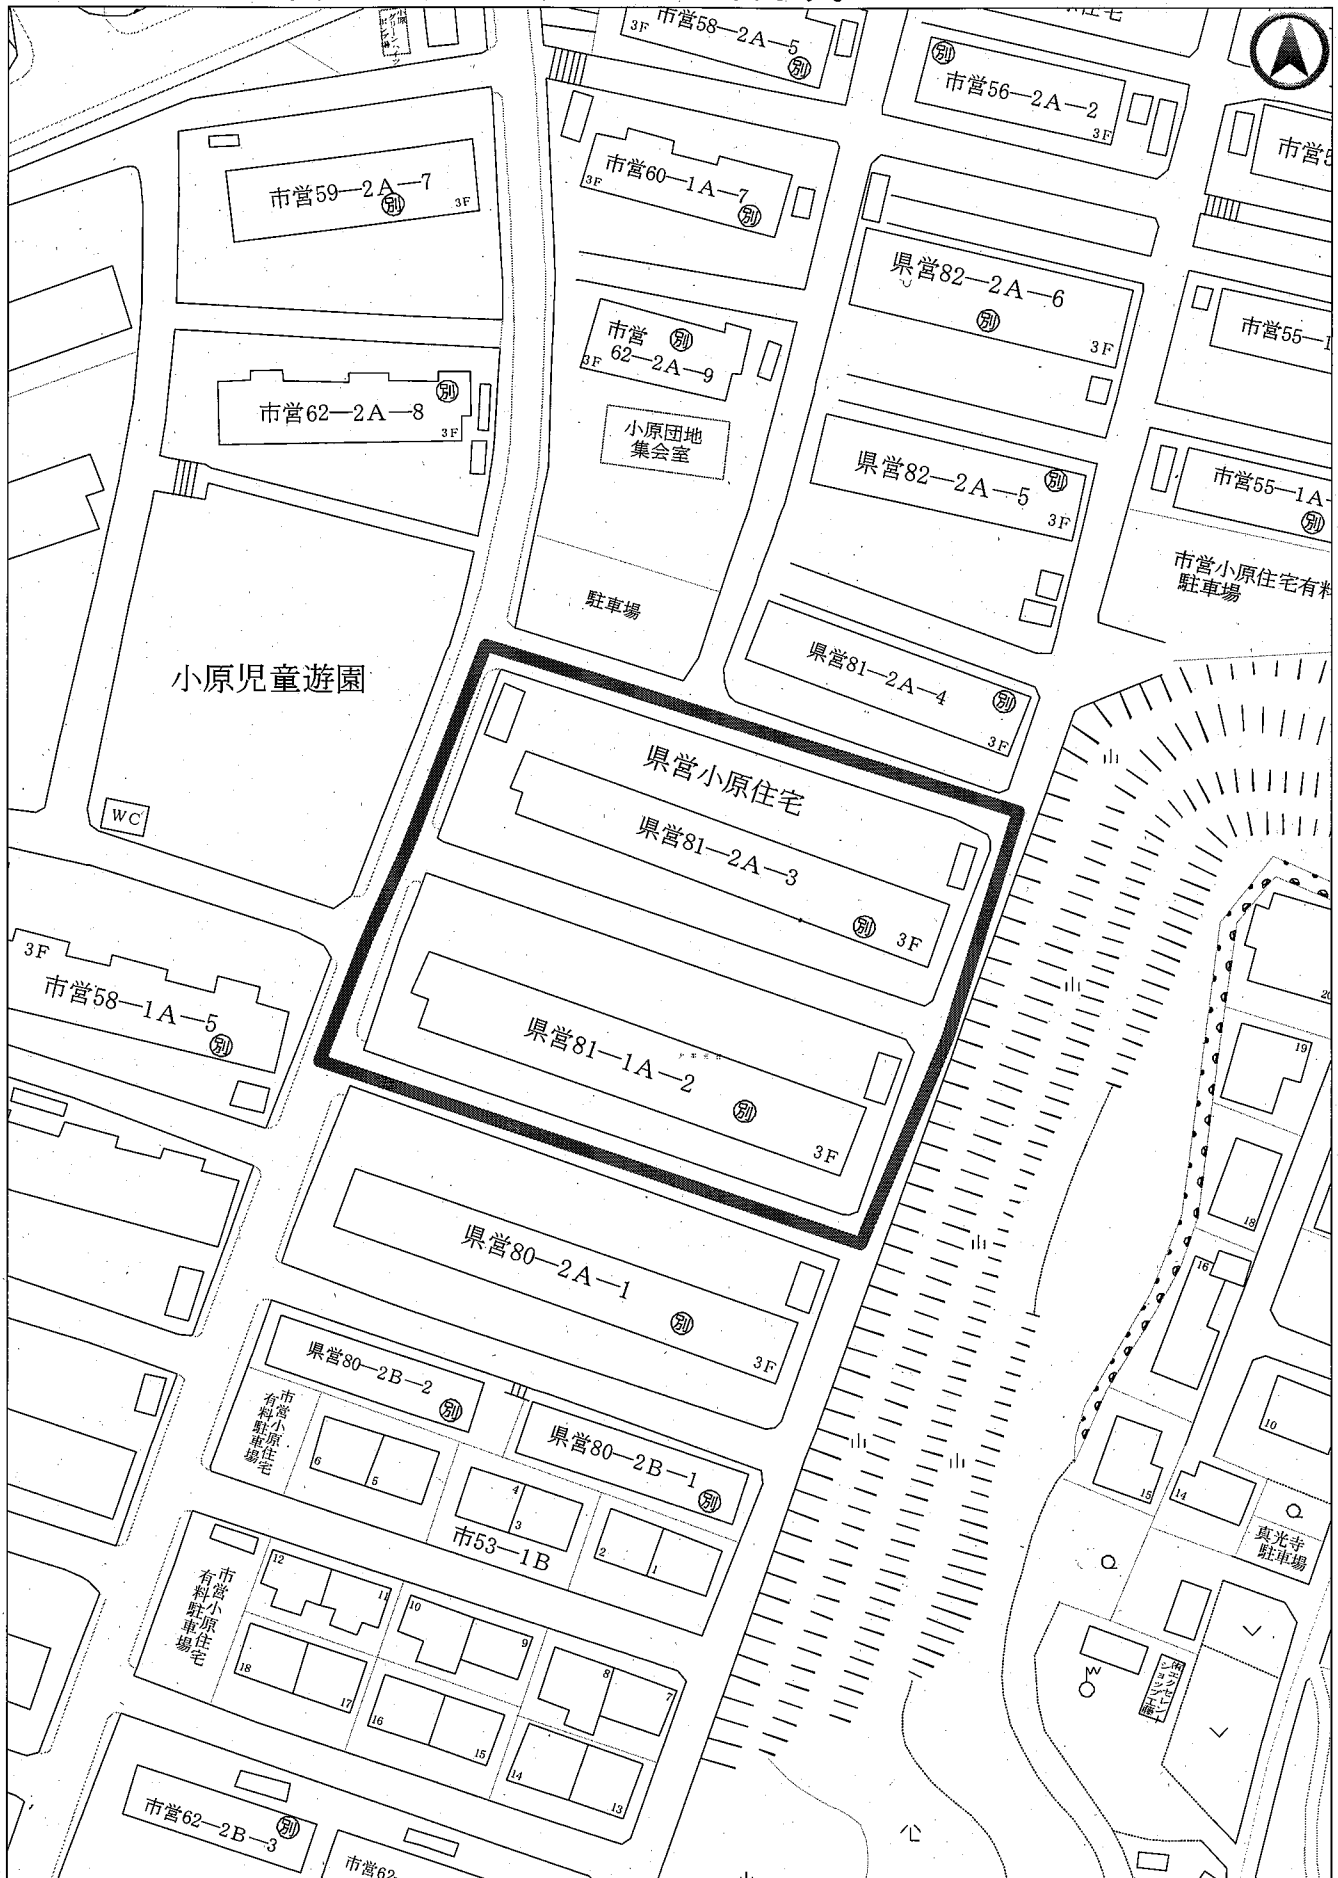 市営58―2A―5
3F
別
別
市営56―2A―2
3F
市営59―2A―7
別
3F
市営60―1A―7
3F
別
県営82―2A―6
別
3F
市営
62―2A―9
別
3F
市営55―1
市営62―2A―8
別
3F
小原団地
集会室
県営82―2A―5
別
3F
市営55―1A
別
市営小原住宅有料
駐車場
駐車場
小原児童遊園
県営81―2A―4
別
3F
県営小原住宅
県営81―2A―3
別
3F
WC
3F
市営58―1A―5
別
県営81―1A―2
別
3F
20
19
18
16
県営80―2A―1
別
3F
県営80―2B―2
別
市営小原住宅
有料駐車場
県営80―2B―1
別
6
5
4
3
2
1
市53―1B
10
15
14
真光寺
駐車場
市営小原住宅
有料駐車場
12
11
10
9
8
7
18
17
16
15
14
13
市営62―2B―3
別
市営62